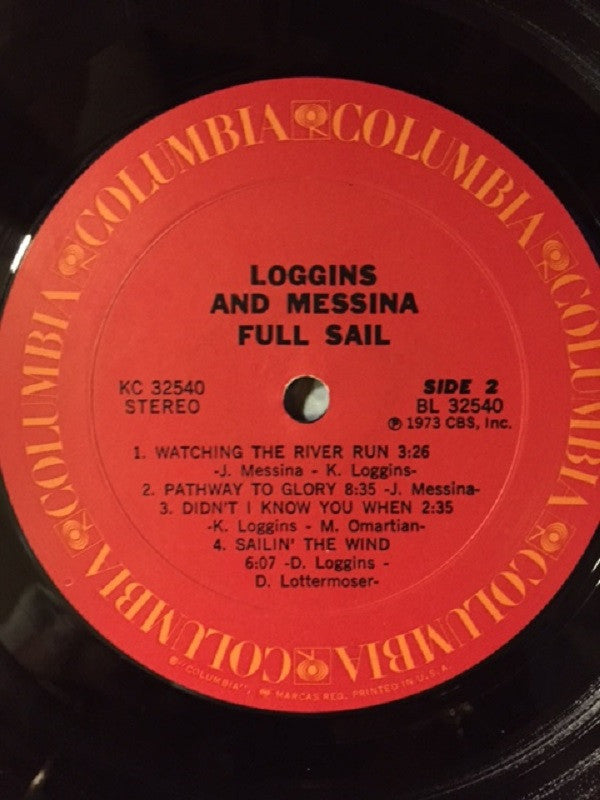 COLUMBIA COLUMBIA COLUMBIA COLUMBIA COLUMBIA COLUMBIA
LOGGINS
AND MESSINA
FULL SAIL
KC 32540
STEREO
SIDE 2
BL 32540
℗ 1973 CBS, Inc.
1. WATCHING THE RIVER RUN 3:26
-J. Messina - K. Loggins-
2. PATHWAY TO GLORY 8:35 -J. Messina-
3. DIDN'T I KNOW YOU WHEN 2:35
-K. Loggins - M. Omartian-
4. SAILIN' THE WIND
6:07 -D. Loggins -
D. Lottermoser-
"COLUMBIA", MARCAS REG. PRINTED IN U.S.A.